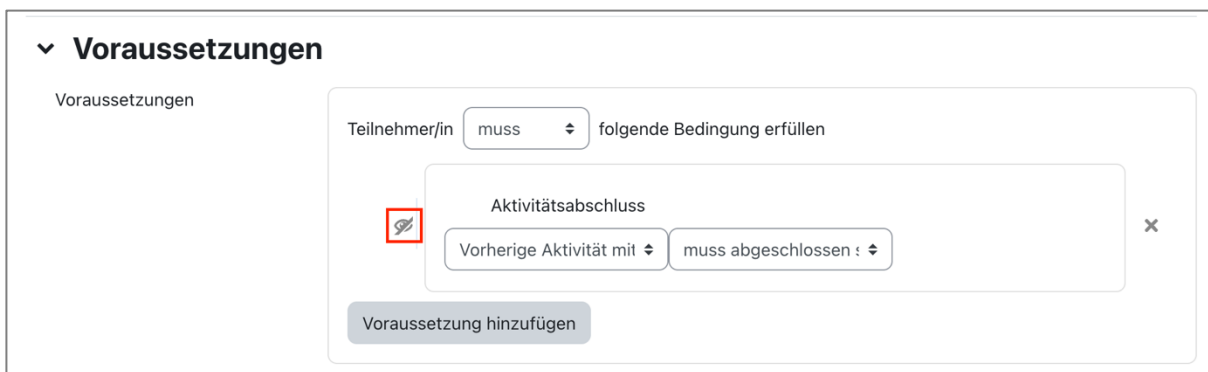 Voraussetzungen
Voraussetzungen
Teilnehmer/in muss folgende Bedingung erfüllen
Aktivitätsabschluss
Vorherige Aktivität mit muss abgeschlossen s
Voraussetzung hinzufügen